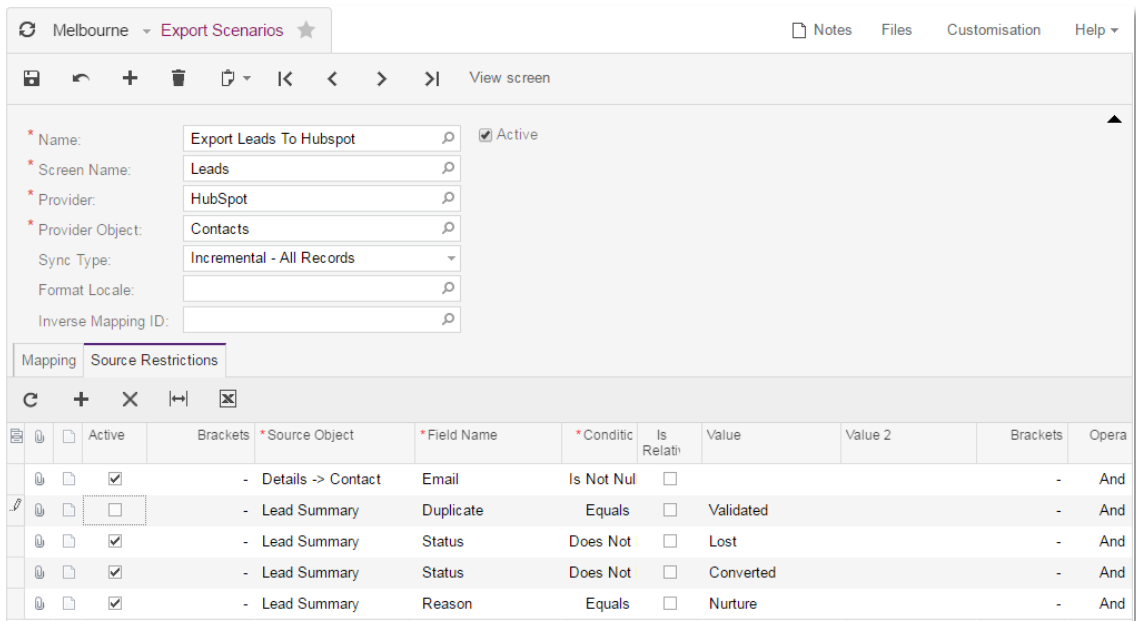 Melbourne Export Scenarios Notes Files Customisation Help
View screen
* Name: Export Leads To Hubspot Active
* Screen Name: Leads
* Provider: HubSpot
* Provider Object: Contacts
Sync Type: Incremental - All Records
Format Locale:
Inverse Mapping ID:
Mapping Source Restrictions
Active Brackets * Source Object * Field Name * Conditic Is Relativ Value Value 2 Brackets Opera
- Details -> Contact Email Is Not Nul - And
- Lead Summary Duplicate Equals Validated - And
- Lead Summary Status Does Not Lost - And
- Lead Summary Status Does Not Converted - And
- Lead Summary Reason Equals Nurture - And